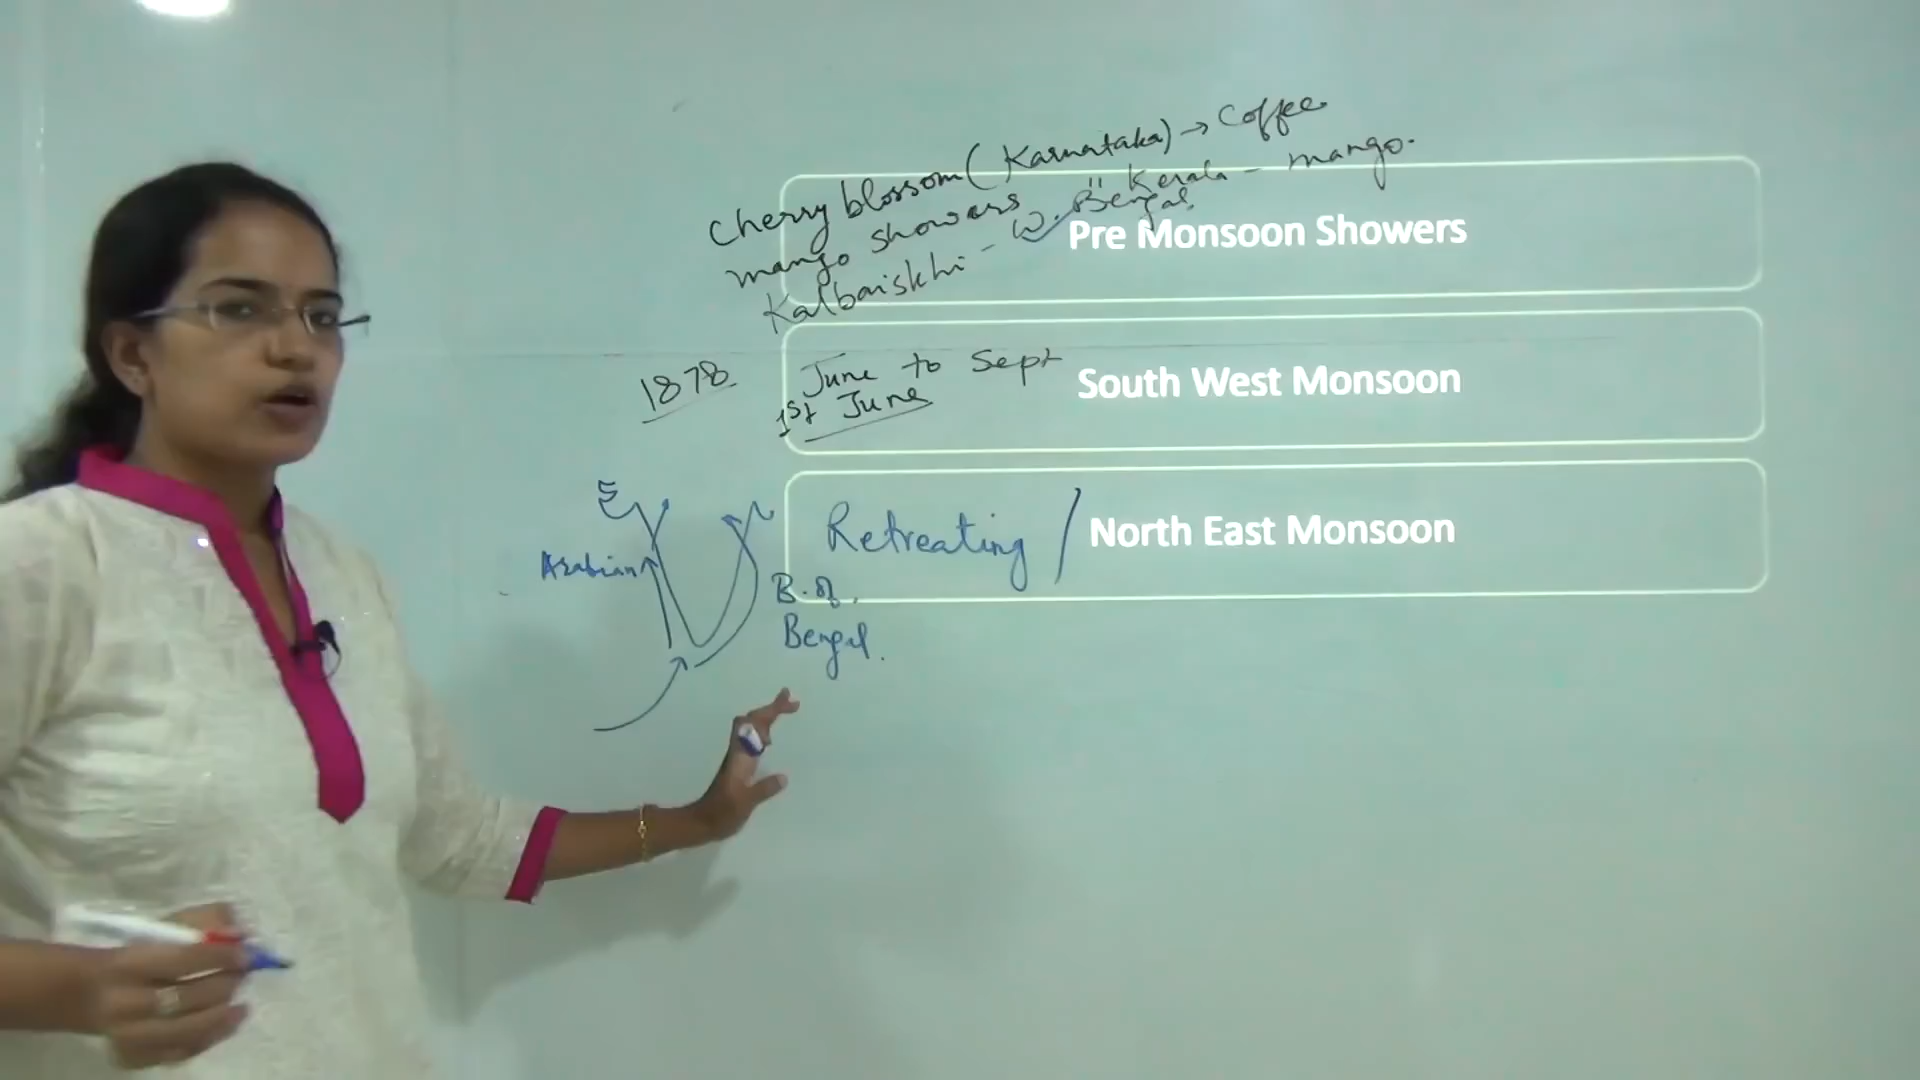 cherry blossom (Karnataka) → Coffee
mango showars " Kerala - mango.
Kalbaiskhi - W. Bengal
Pre Monsoon Showers
1878
June to Sept
1st June
South West Monsoon
Retreating / North East Monsoon
Arabian
B. of
Bengal.